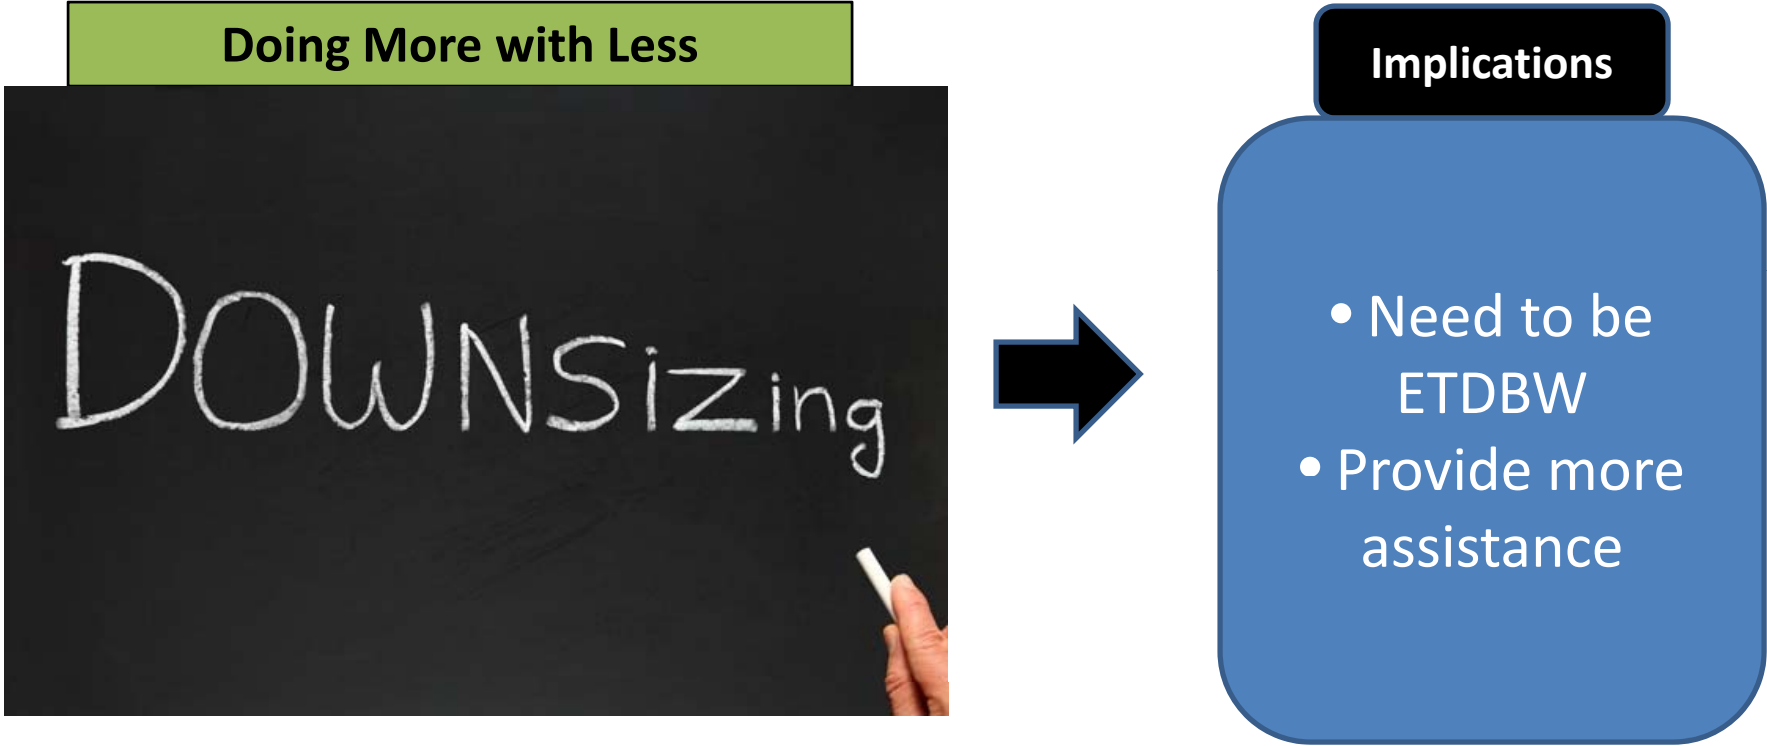 Doing More with Less
DOWNSiZing
Implications
• Need to be
ETDBW
• Provide more
assistance